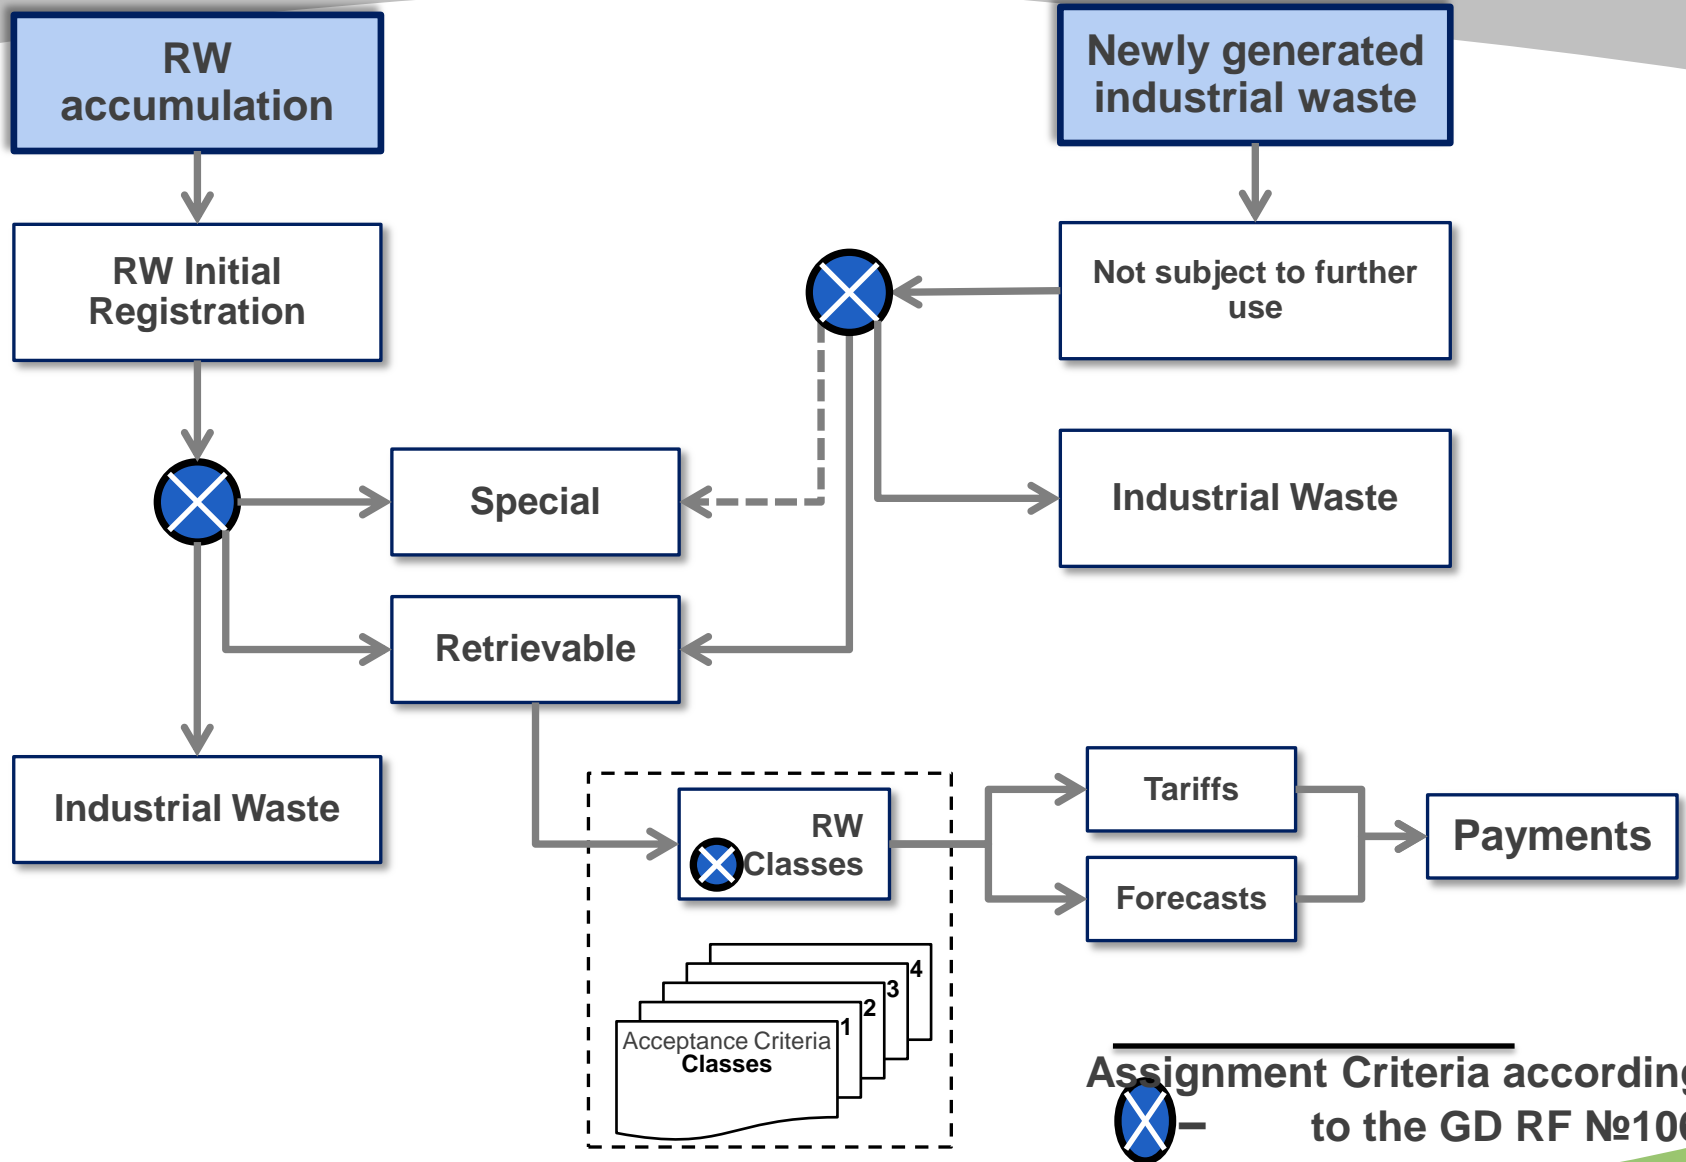 RW
accumulation
Newly generated
industrial waste
RW Initial
Registration
Not subject to further
use
Special
Industrial Waste
Retrievable
Industrial Waste
RW
Classes
Tariffs
Forecasts
Payments
4
3
2
1
Acceptance Criteria
Classes
Assignment Criteria according
– to the GD RF